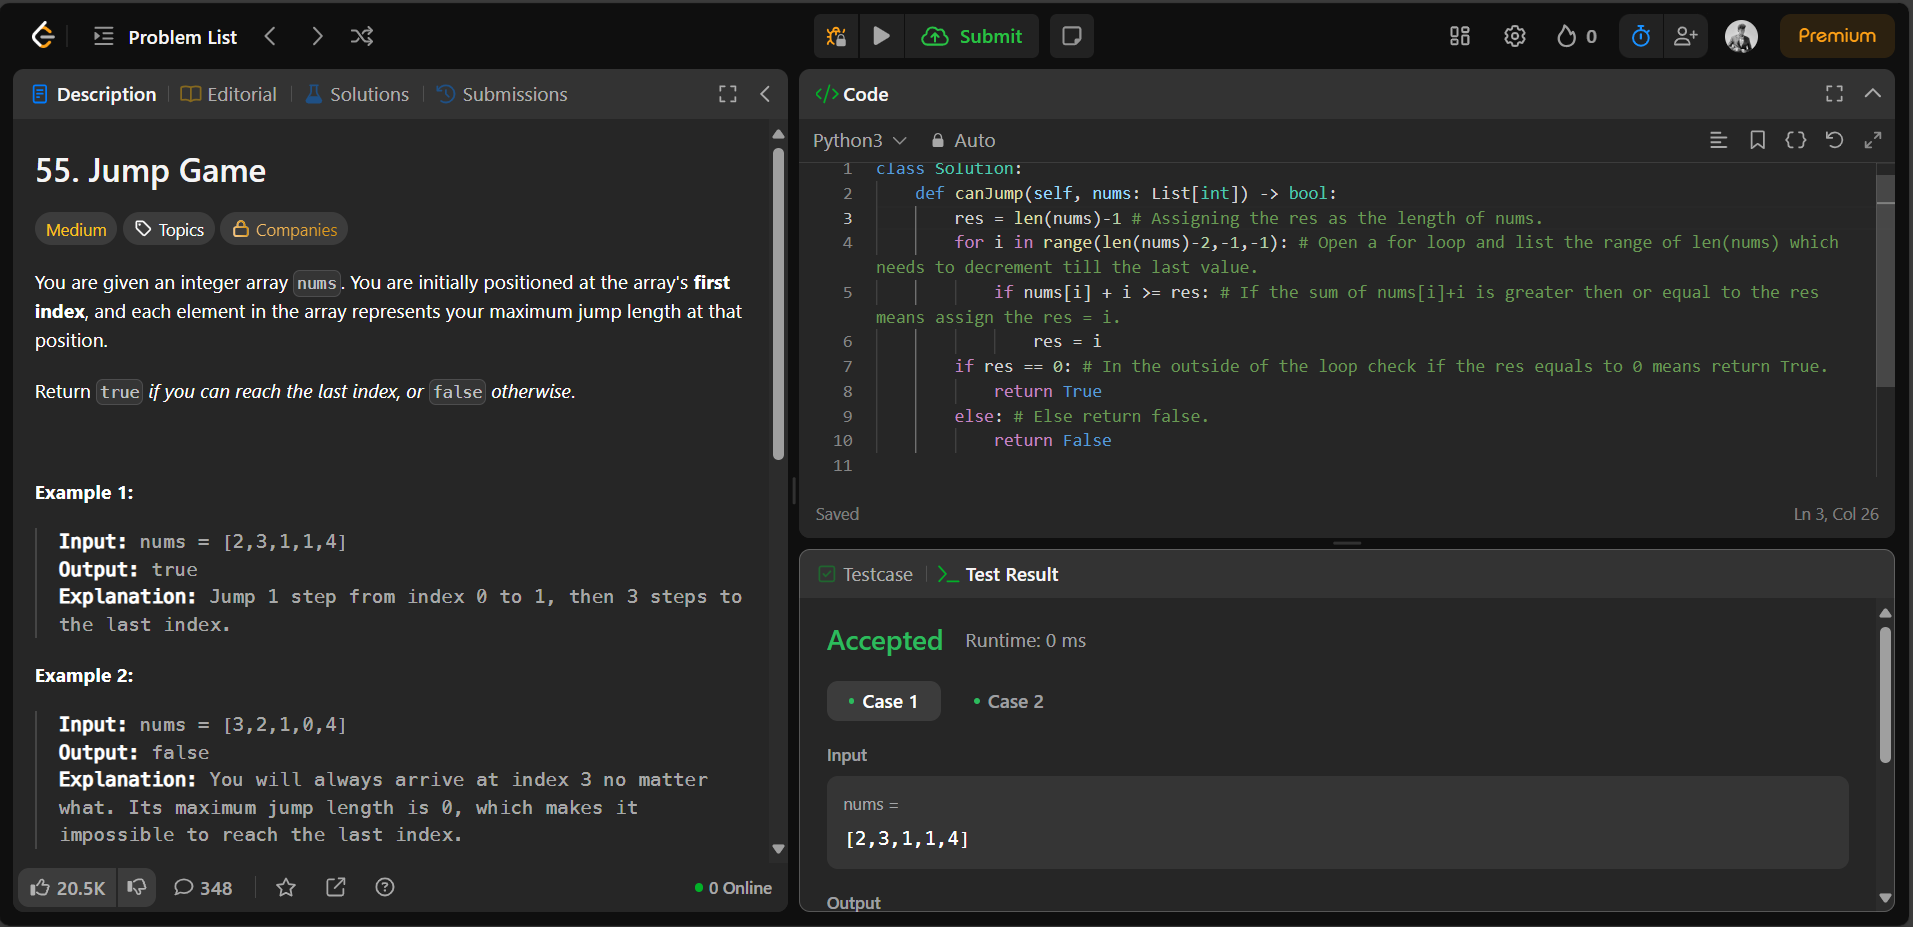 Problem List
Submit
0
Premium
Description
Editorial
Solutions
Submissions
55. Jump Game
Medium
Topics
Companies
You are given an integer array nums. You are initially positioned at the array's first
index, and each element in the array represents your maximum jump length at that
position.
Return true if you can reach the last index, or false otherwise.
Example 1:
Input: nums = [2,3,1,1,4]
Output: true
Explanation: Jump 1 step from index 0 to 1, then 3 steps to
the last index.
Example 2:
Input: nums = [3,2,1,0,4]
Output: false
Explanation: You will always arrive at index 3 no matter
what. Its maximum jump length is 0, which makes it
impossible to reach the last index.
20.5K
348
0 Online
</> Code
Python3
Auto
1 class Solution:
2 def canJump(self, nums: List[int]) -> bool:
3 res = len(nums)-1 # Assigning the res as the length of nums.
4 for i in range(len(nums)-2,-1,-1): # Open a for loop and list the range of len(nums) which
needs to decrement till the last value.
5 if nums[i] + i >= res: # If the sum of nums[i]+i is greater then or equal to the res
means assign the res = i.
6 res = i
7 if res == 0: # In the outside of the loop check if the res equals to 0 means return True.
8 return True
9 else: # Else return false.
10 return False
11
Saved
Ln 3, Col 26
Testcase
>_ Test Result
Accepted
Runtime: 0 ms
Case 1
Case 2
Input
nums =
[2,3,1,1,4]
Output